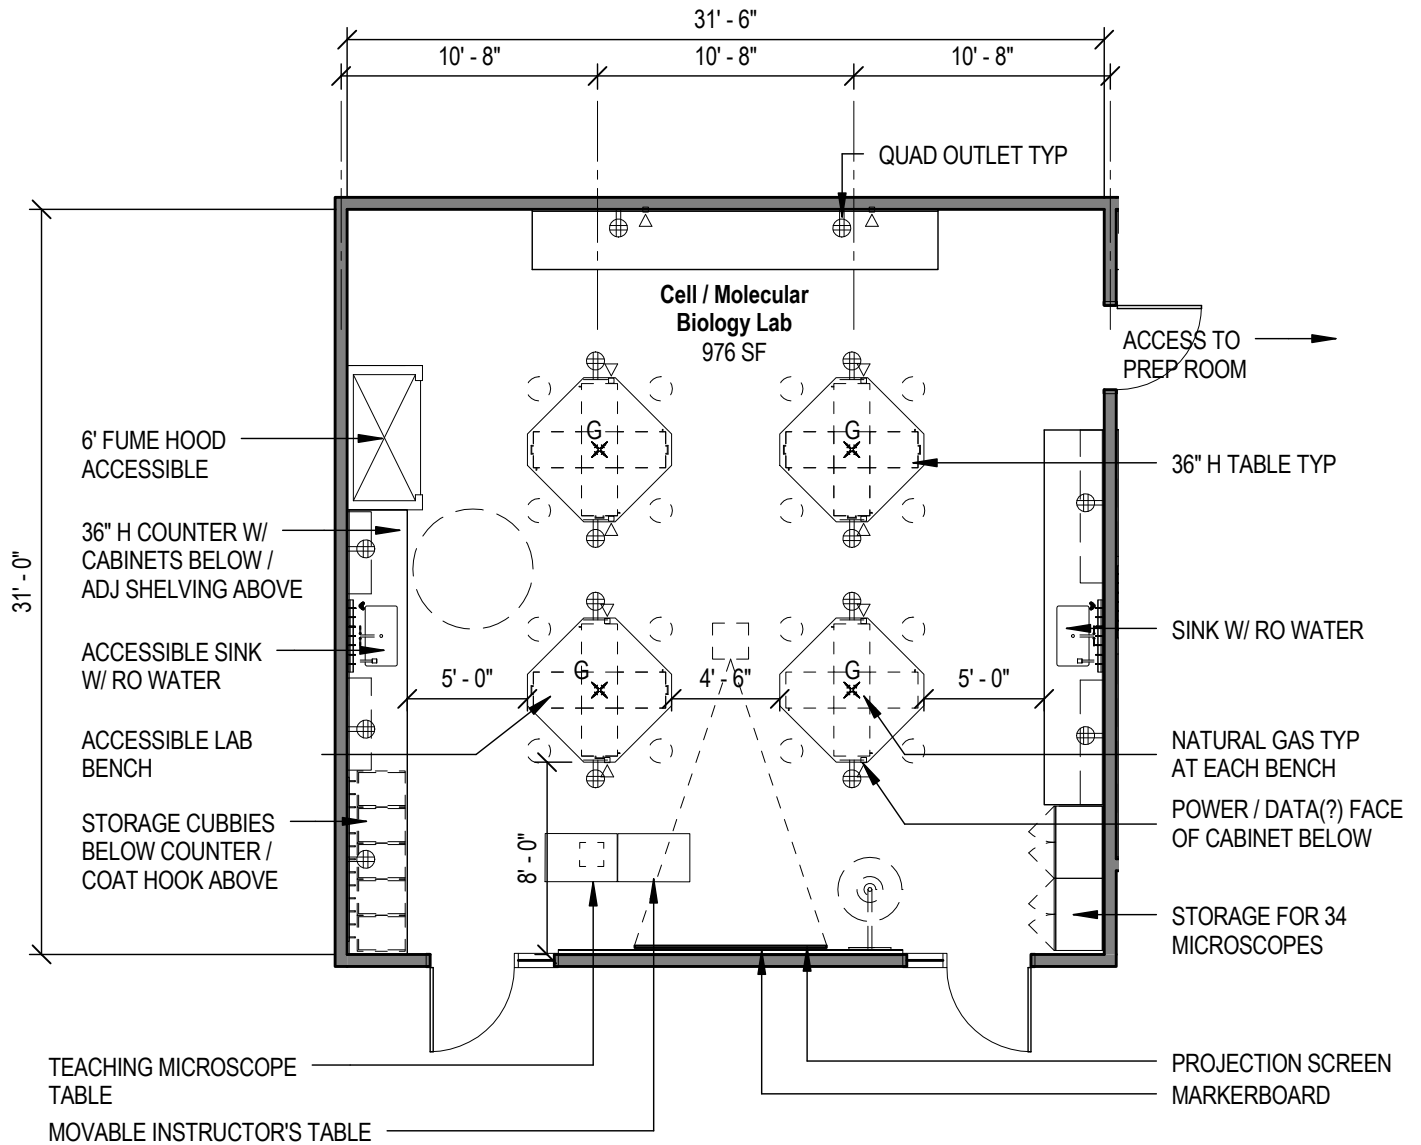 31' - 6"
10' - 8"
10' - 8"
10' - 8"
QUAD OUTLET TYP
Cell / Molecular
Biology Lab
976 SF
ACCESS TO
PREP ROOM
6' FUME HOOD
ACCESSIBLE
G
G
36" H TABLE TYP
36" H COUNTER W/
CABINETS BELOW /
ADJ SHELVING ABOVE
31' - 0"
ACCESSIBLE SINK
W/ RO WATER
SINK W/ RO WATER
5' - 0"
G
4' - 6"
G
5' - 0"
ACCESSIBLE LAB
BENCH
NATURAL GAS TYP
AT EACH BENCH
STORAGE CUBBIES
BELOW COUNTER /
COAT HOOK ABOVE
8' - 0"
POWER / DATA(?) FACE
OF CABINET BELOW
STORAGE FOR 34
MICROSCOPES
TEACHING MICROSCOPE
TABLE
MOVABLE INSTRUCTOR'S TABLE
PROJECTION SCREEN
MARKERBOARD